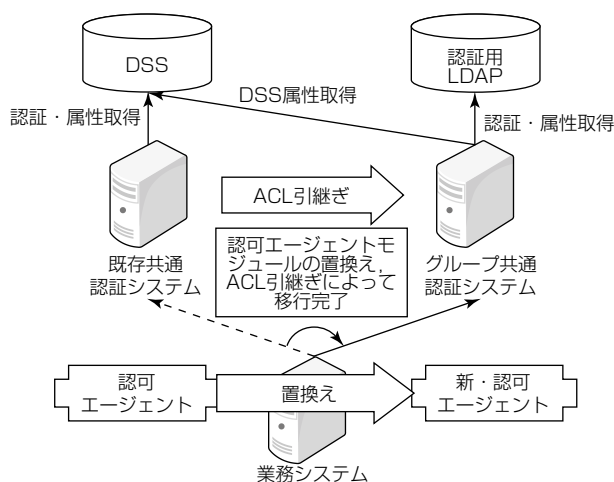 DSS
認証用
LDAP
DSS属性取得
認証・属性取得
認証・属性取得
ACL引継ぎ
既存共通
認証システム
認可エージェントモ
ジュールの置換え，
ACL引継ぎによって
移行完了
グループ共通
認証システム
認可
エージェント
置換え
新・認可
エージェント
業務システム